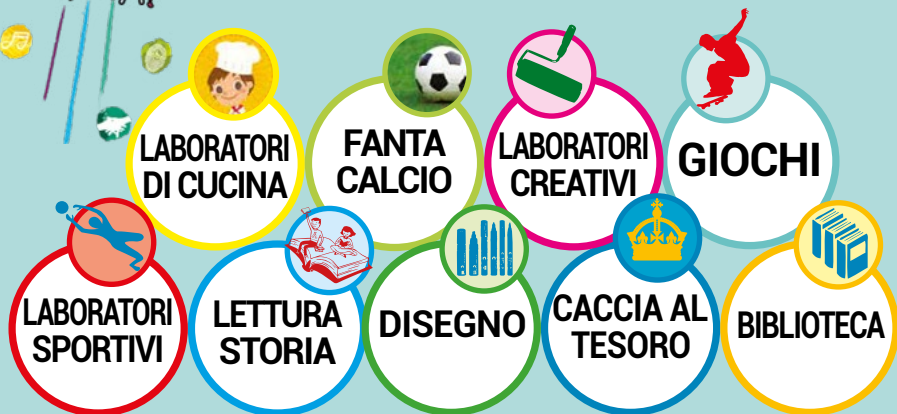 LABORATORI
DI CUCINA
FANTA
CALCIO
LABORATORI
CREATIVI
GIOCHI
LABORATORI
SPORTIVI
LETTURA
STORIA
DISEGNO
CACCIA AL
TESORO
BIBLIOTECA